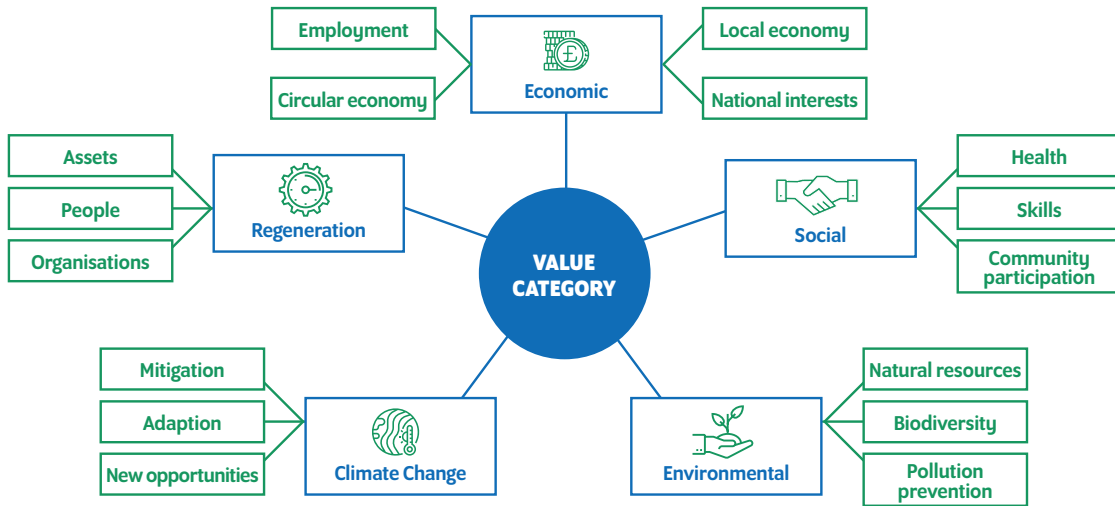 Employment
Circular economy
£
Economic
Local economy
National interests
Assets
People
Organisations
Regeneration
VALUE
CATEGORY
Social
Health
Skills
Community
participation
Mitigation
Adaption
New opportunities
Climate Change
Environmental
Natural resources
Biodiversity
Pollution
prevention